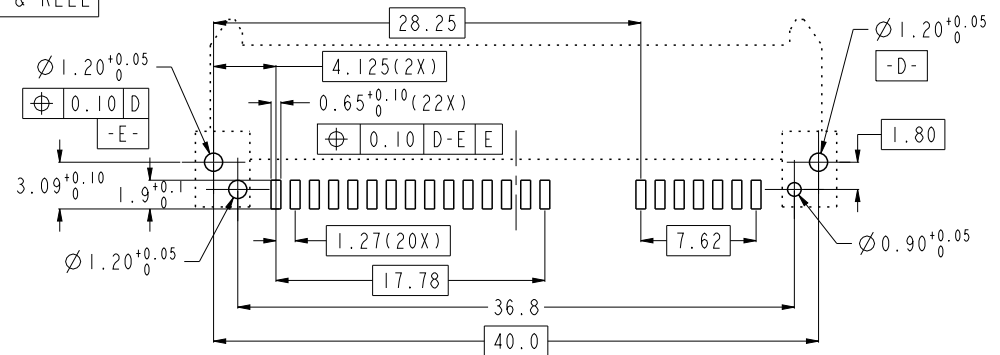 & REEL
28.25
Ø1.20 +0.05 0
Ø1.20 +0.05 0
4.125(2X)
-D-
⌖ 0.10 D
0.65 +0.10 0 (22X)
-E-
⌖ 0.10 D-E E
1.80
3.09 +0.10 0
1.9 +0.1 0
1.27(20X)
7.62
Ø0.90 +0.05 0
Ø1.20 +0.05 0
17.78
36.8
40.0